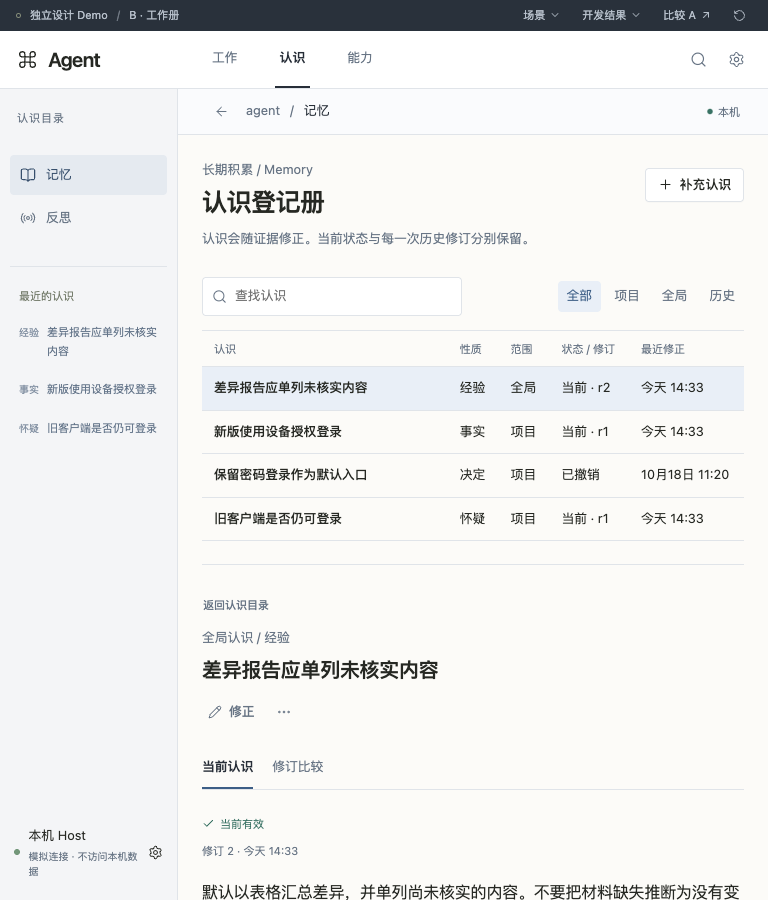 独立设计 Demo / B · 工作册
场景
开发结果
比较 A ↗
Agent
工作
认识
能力
认识目录
记忆
反思
最近的认识
经验 差异报告应单列未核实内容
事实 新版使用设备授权登录
怀疑 旧客户端是否仍可登录
本机 Host
模拟连接 · 不访问本机数据
← agent / 记忆
本机
长期积累 / Memory
认识登记册
+ 补充认识
认识会随证据修正。当前状态与每一次历史修订分别保留。
查找认识
全部 项目 全局 历史
认识 性质 范围 状态 / 修订 最近修正
差异报告应单列未核实内容 经验 全局 当前 · r2 今天 14:33
新版使用设备授权登录 事实 项目 当前 · r1 今天 14:33
保留密码登录作为默认入口 决定 项目 已撤销 10月18日 11:20
旧客户端是否仍可登录 怀疑 项目 当前 · r1 今天 14:33
返回认识目录
全局认识 / 经验
差异报告应单列未核实内容
修正 ···
当前认识 修订比较
当前有效
修订 2 · 今天 14:33
默认以表格汇总差异，并单列尚未核实的内容。不要把材料缺失推断为没有变